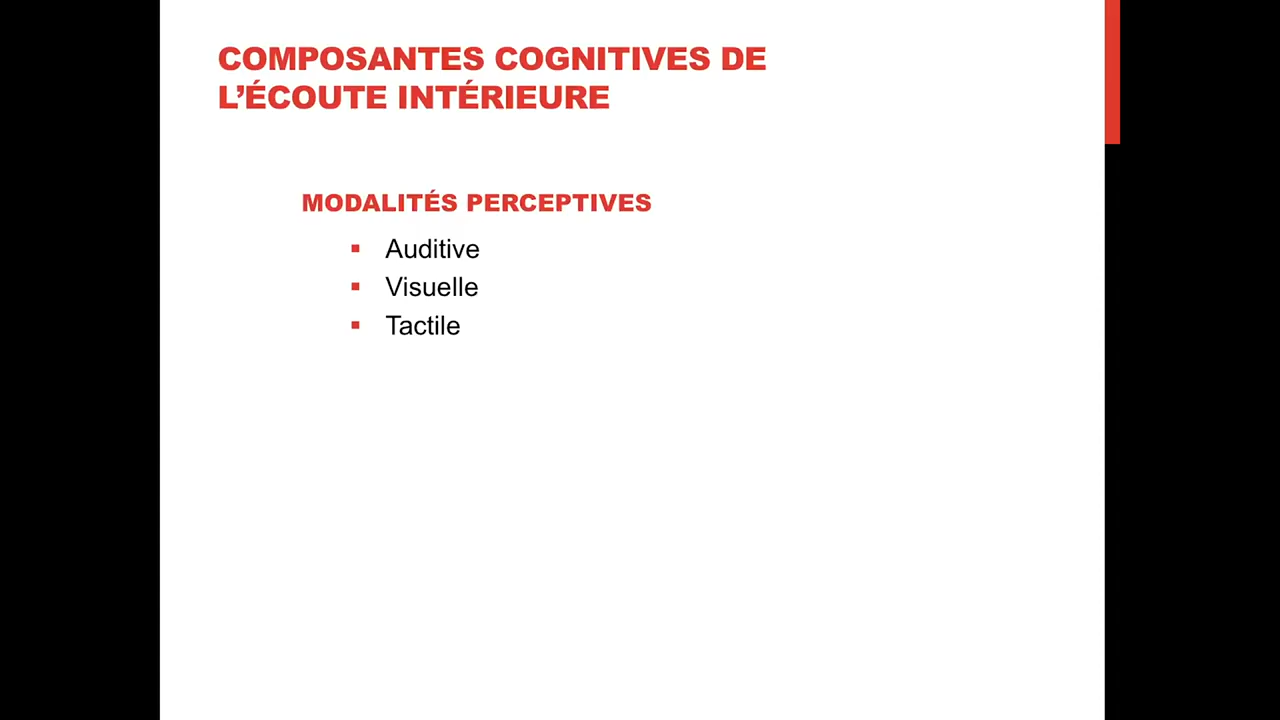 COMPOSANTES COGNITIVES DE
L’ÉCOUTE INTÉRIEURE
MODALITÉS PERCEPTIVES
▪ Auditive
▪ Visuelle
▪ Tactile